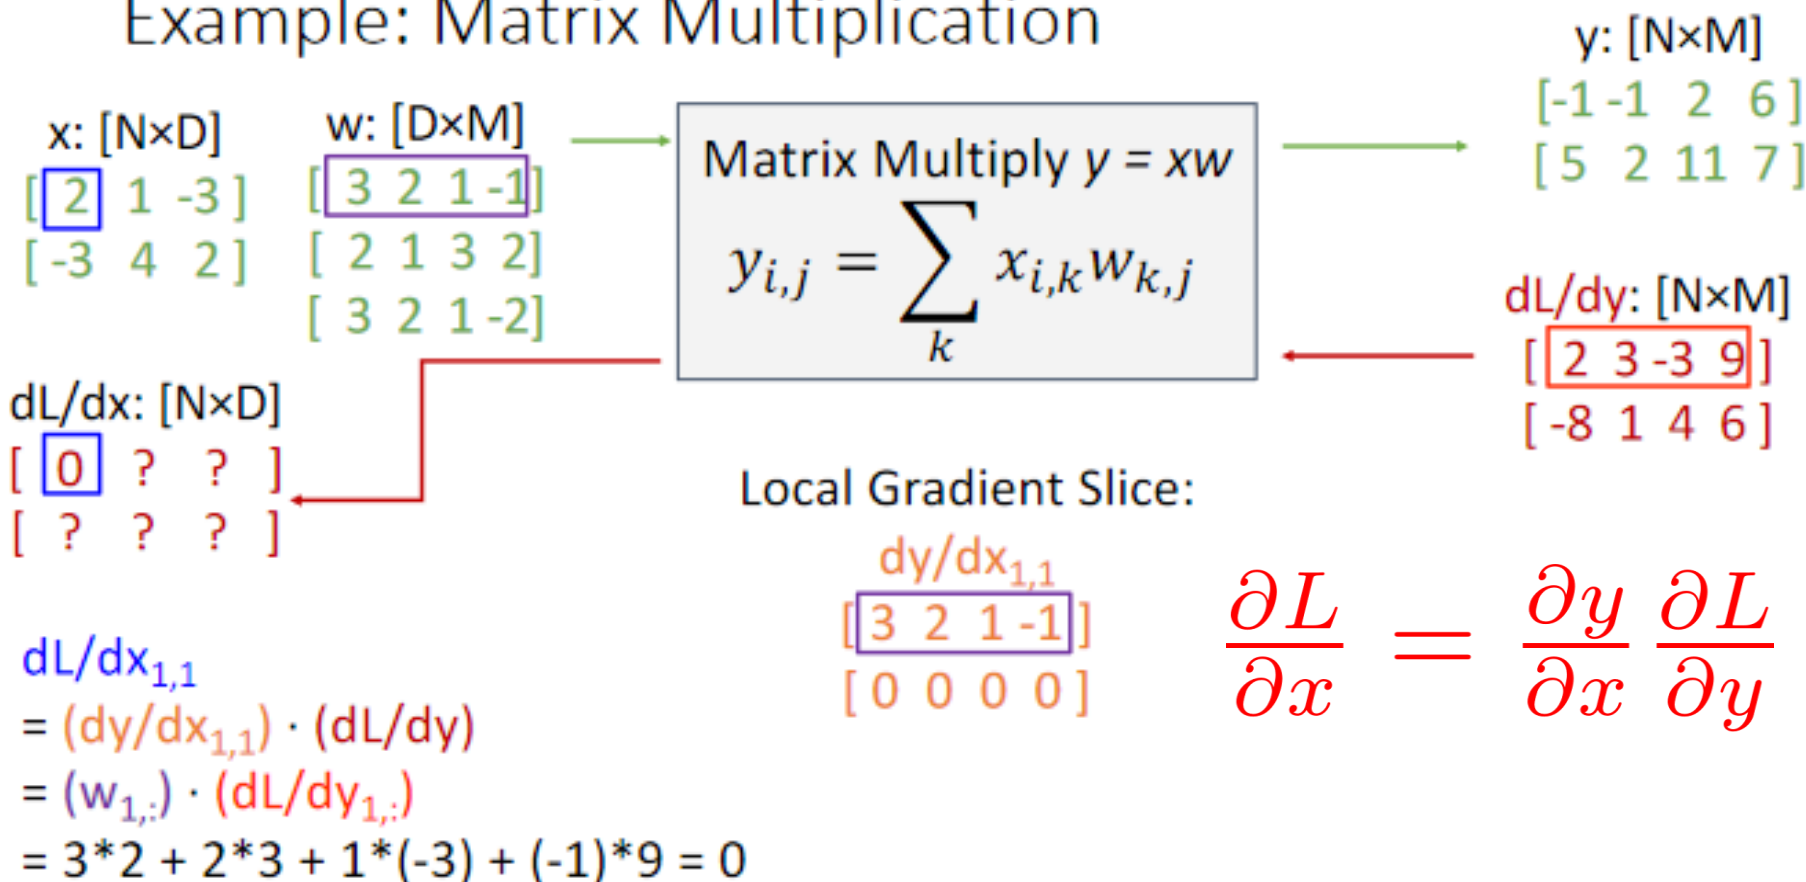 Example: Matrix Multiplication
x: [N×D]
[ 2 1 -3 ]
[ -3 4 2 ]
w: [D×M]
[ 3 2 1 -1]
[ 2 1 3 2]
[ 3 2 1 -2]
Matrix Multiply y = xw
y_{i,j} = ∑_k x_{i,k}w_{k,j}
y: [N×M]
[-1 -1 2 6 ]
[ 5 2 11 7 ]
dL/dy: [N×M]
[ 2 3 -3 9 ]
[ -8 1 4 6 ]
dL/dx: [N×D]
[ 0 ? ? ]
[ ? ? ? ]
Local Gradient Slice:
dy/dx_{1,1}
[ 3 2 1 -1 ]
[ 0 0 0 0 ]
∂L/∂x = ∂y/∂x ∂L/∂y
dL/dx_{1,1}
= (dy/dx_{1,1}) · (dL/dy)
= (w_{1,:}) · (dL/dy_{1,:})
= 3*2 + 2*3 + 1*(-3) + (-1)*9 = 0